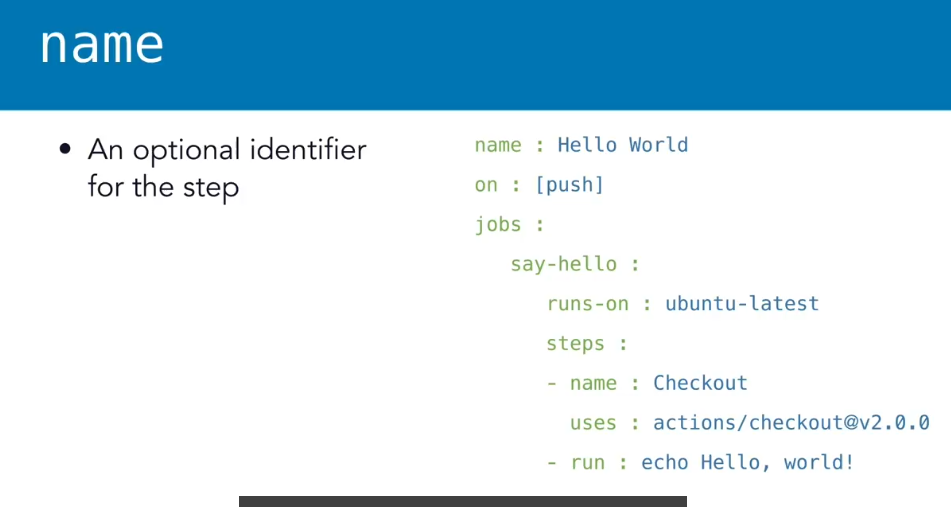 name
• An optional identifier
for the step
name : Hello World
on : [push]
jobs :
say-hello :
runs-on : ubuntu-latest
steps :
- name : Checkout
uses : actions/checkout@v2.0.0
- run : echo Hello, world!